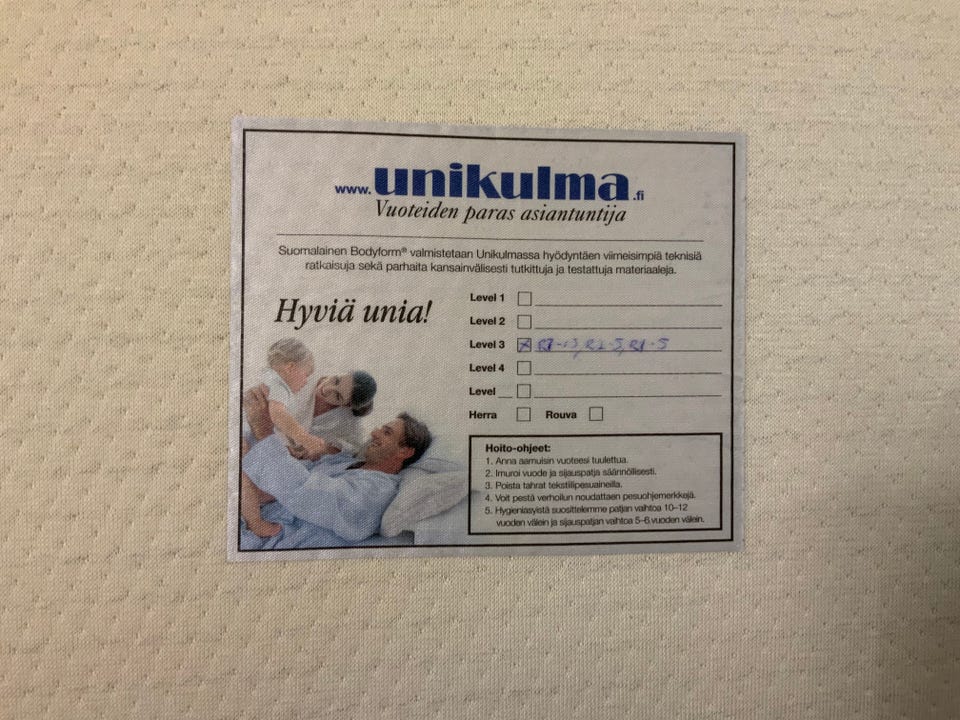 www.unikulma.fi
Vuoteiden paras asiantuntija
Suomalainen Bodyform® valmistetaan Unikulmassa hyödyntäen viimeisimpiä teknisiä
ratkaisuja sekä parhaita kansainvälisesti tutkittuja ja testattuja materiaaleja.
Hyviä unia!
Level 1
Level 2
Level 3
Level 4
Level
Herra Rouva
Hoito-ohjeet:
1. Anna aamuisin vuoteesi tuulettua.
2. Imuroi vuode ja sijauspatja säännöllisesti.
3. Poista tahrat tekstiilipesuaineilla.
4. Voit pestä verhoilun noudattaen pesuohjemerkkejä.
5. Hygieniasyistä suosittelemme patjan vaihtoa 10–12
vuoden välein ja sijauspatjan vaihtoa 5–6 vuoden välein.